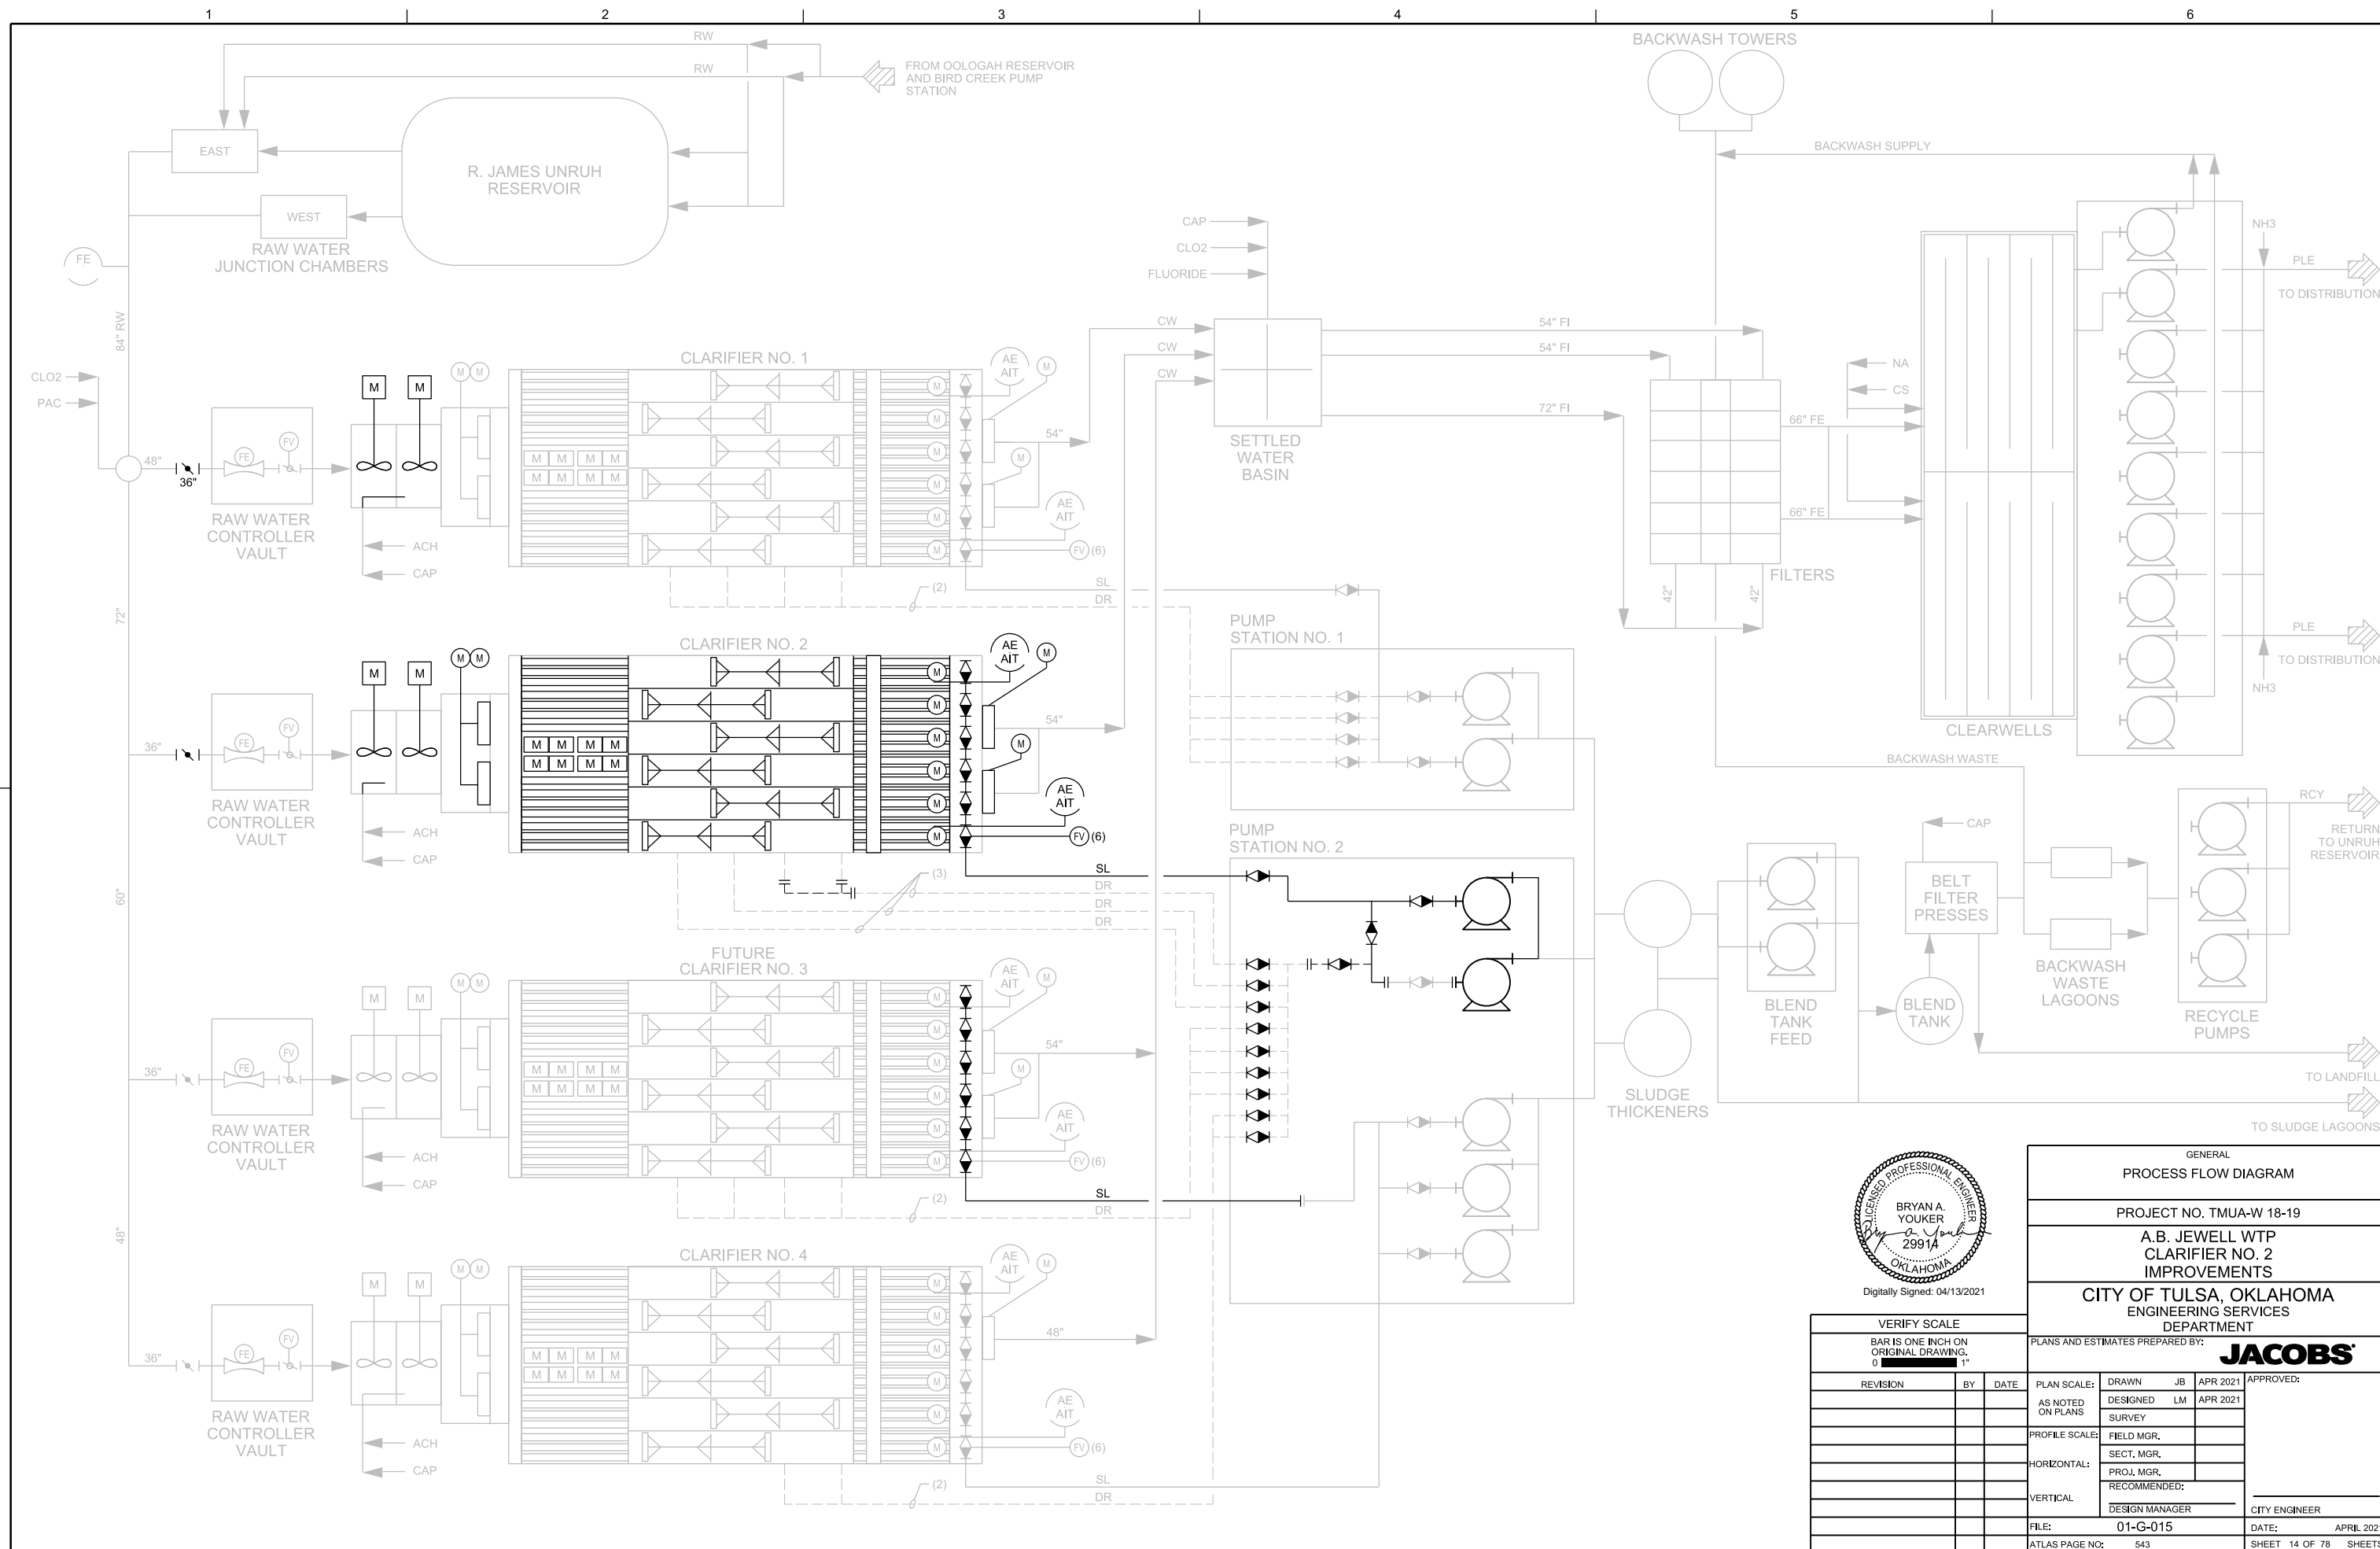 1 2 3 4 5 6
RW
RW
FROM OOLOGAH RESERVOIR
AND BIRD CREEK PUMP
STATION
EAST
WEST
R. JAMES UNRUH
RESERVOIR
RAW WATER
JUNCTION CHAMBERS
FE
84" RW
CLO2
PAC
BACKWASH TOWERS
BACKWASH SUPPLY
CAP
CLO2
FLUORIDE
CW
CW
CW
SETTLED
WATER
BASIN
54" FI
54" FI
72" FI
NA
CS
66" FE
66" FE
42"
42"
FILTERS
CLEARWELLS
NH3
PLE
TO DISTRIBUTION
PLE
TO DISTRIBUTION
NH3
CLARIFIER NO. 1
48"
36"
FE
FV
RAW WATER
CONTROLLER
VAULT
M M
M M
ACH
CAP
M M M M
M M M M
M
M
M
M
M
M
AE
AIT
M
54"
M
AE
AIT
FV (6)
(2)
SL
DR
72"
CLARIFIER NO. 2
36"
FE
FV
RAW WATER
CONTROLLER
VAULT
M M
M M
ACH
CAP
M M M M
M M M M
M
M
M
M
M
M
AE
AIT
M
54"
M
AE
AIT
FV (6)
(3)
SL
DR
DR
DR
60"
PUMP
STATION NO. 1
PUMP
STATION NO. 2
BACKWASH WASTE
CAP
BELT
FILTER
PRESSES
BACKWASH
WASTE
LAGOONS
RCY
RETURN
TO UNRUH
RESERVOIR
RECYCLE
PUMPS
BLEND
TANK
FEED
BLEND
TANK
SLUDGE
THICKENERS
TO LANDFILL
TO SLUDGE LAGOONS
FUTURE
CLARIFIER NO. 3
36"
FE
FV
RAW WATER
CONTROLLER
VAULT
M M
M M
ACH
CAP
M M M M
M M M M
M
M
M
M
M
M
AE
AIT
M
54"
M
AE
AIT
FV (6)
(2)
SL
DR
48"
CLARIFIER NO. 4
36"
FE
FV
RAW WATER
CONTROLLER
VAULT
M M
M M
ACH
CAP
M M M M
M M M M
M
M
M
M
M
M
AE
AIT
M
48"
AE
AIT
FV (6)
(2)
SL
DR
LICENSED PROFESSIONAL ENGINEER
BRYAN A.
YOUKER
29914
OKLAHOMA
Digitally Signed: 04/13/2021
GENERAL
PROCESS FLOW DIAGRAM
PROJECT NO. TMUA-W 18-19
A.B. JEWELL WTP
CLARIFIER NO. 2
IMPROVEMENTS
CITY OF TULSA, OKLAHOMA
ENGINEERING SERVICES
DEPARTMENT
PLANS AND ESTIMATES PREPARED BY:
JACOBS
VERIFY SCALE
BAR IS ONE INCH ON
ORIGINAL DRAWING.
0 1"
REVISION BY DATE
PLAN SCALE:
AS NOTED
ON PLANS
PROFILE SCALE:
HORIZONTAL:
VERTICAL
DRAWN JB APR 2021
DESIGNED LM APR 2021
SURVEY
FIELD MGR.
SECT. MGR.
PROJ. MGR.
RECOMMENDED:
DESIGN MANAGER
APPROVED:
CITY ENGINEER
FILE: 01-G-015
DATE: APRIL 202
ATLAS PAGE NO: 543
SHEET 14 OF 78 SHEETS